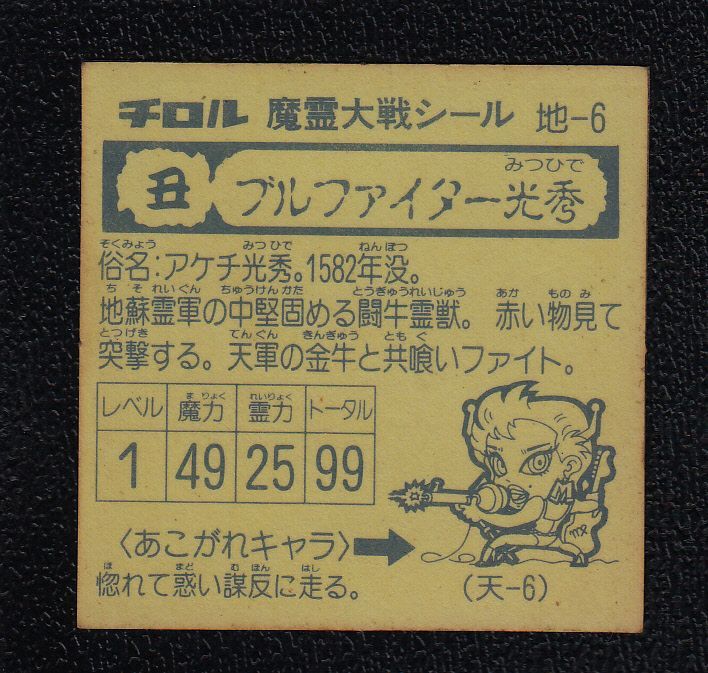 チロル 魔霊大戦シール 地-6
みつひで
丑 ブルファイター光秀
ぞくみょう みつひで ねんぼつ
俗名:アケチ光秀。1582年没。
ちそれいぐん ちゅうけんかた とうぎゅうれいじゅう あか ものみ
地蘇霊軍の中堅固める闘牛霊獣。赤い物見て
とつげき てんぐん きんぎゅう ともぐ
突撃する。天軍の金牛と共喰いファイト。
まりょく れいりょく
レベル 魔力 霊力 トータル
1 49 25 99
〈あこがれキャラ〉
ほ まど むほん はし
惚れて惑い謀反に走る。
(天-6)
M